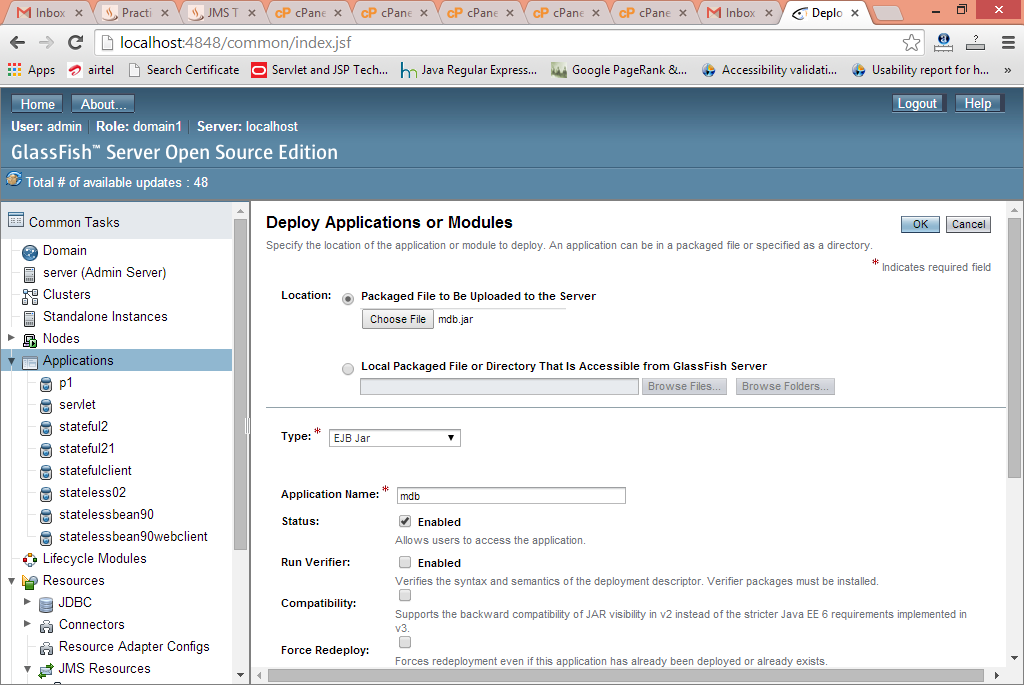 Inbox
Practi
JMS T
cPane
cPane
cPane
cPane
cPane
Inbox
Deplo
localhost:4848/common/index.jsf
Apps
airtel
Search Certificate
Servlet and JSP Tech...
Java Regular Express...
Google PageRank &...
Accessibility validati...
Usability report for h...
»
Home
About...
Logout
Help
User: admin Role: domain1 Server: localhost
GlassFish™ Server Open Source Edition
Total # of available updates : 48
Common Tasks
Domain
server (Admin Server)
Clusters
Standalone Instances
Nodes
Applications
p1
servlet
stateful2
stateful21
statefulclient
stateless02
statelessbean90
statelessbean90webclient
Lifecycle Modules
Resources
JDBC
Connectors
Resource Adapter Configs
JMS Resources
Deploy Applications or Modules
OK
Cancel
Specify the location of the application or module to deploy. An application can be in a packaged file or specified as a directory.
* Indicates required field
Location:
Packaged File to Be Uploaded to the Server
Choose File mdb.jar
Local Packaged File or Directory That Is Accessible from GlassFish Server
Browse Files...
Browse Folders...
Type: *
EJB Jar
Application Name: *
mdb
Status:
Enabled
Allows users to access the application.
Run Verifier:
Enabled
Verifies the syntax and semantics of the deployment descriptor. Verifier packages must be installed.
Compatibility:
Supports the backward compatibility of JAR visibility in v2 instead of the stricter Java EE 6 requirements implemented in
v3.
Force Redeploy:
Forces redeployment even if this application has already been deployed or already exists.